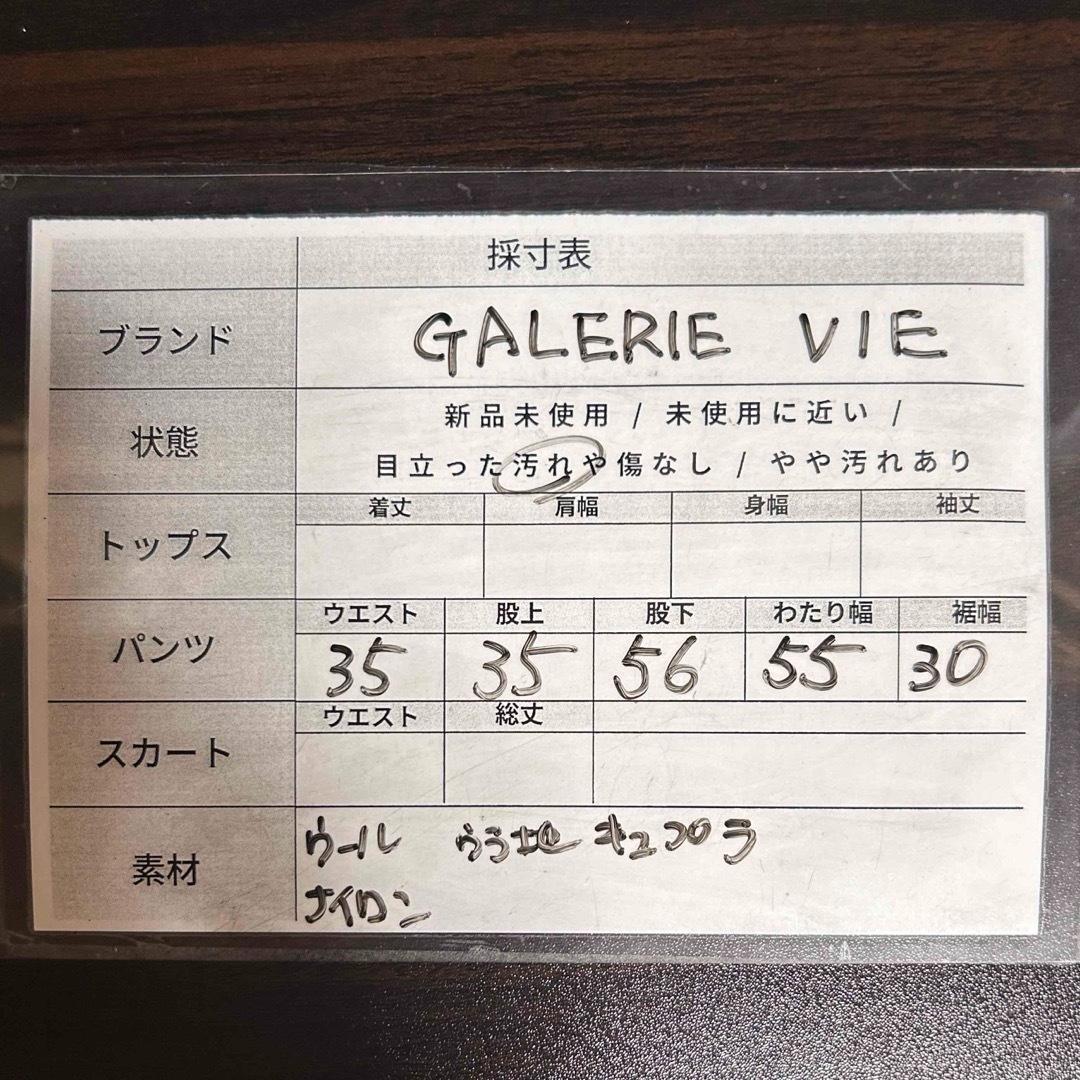 採寸表
ブランド GALERIE VIE
状態 新品未使用 / 未使用に近い /
目立った汚れや傷なし / やや汚れあり
トップス 着丈 肩幅 身幅 袖丈
パンツ ウエスト 股上 股下 わたり幅 裾幅
35 35 56 55 30
スカート ウエスト 総丈
素材 ウール うら地 キュプラ
ナイロン